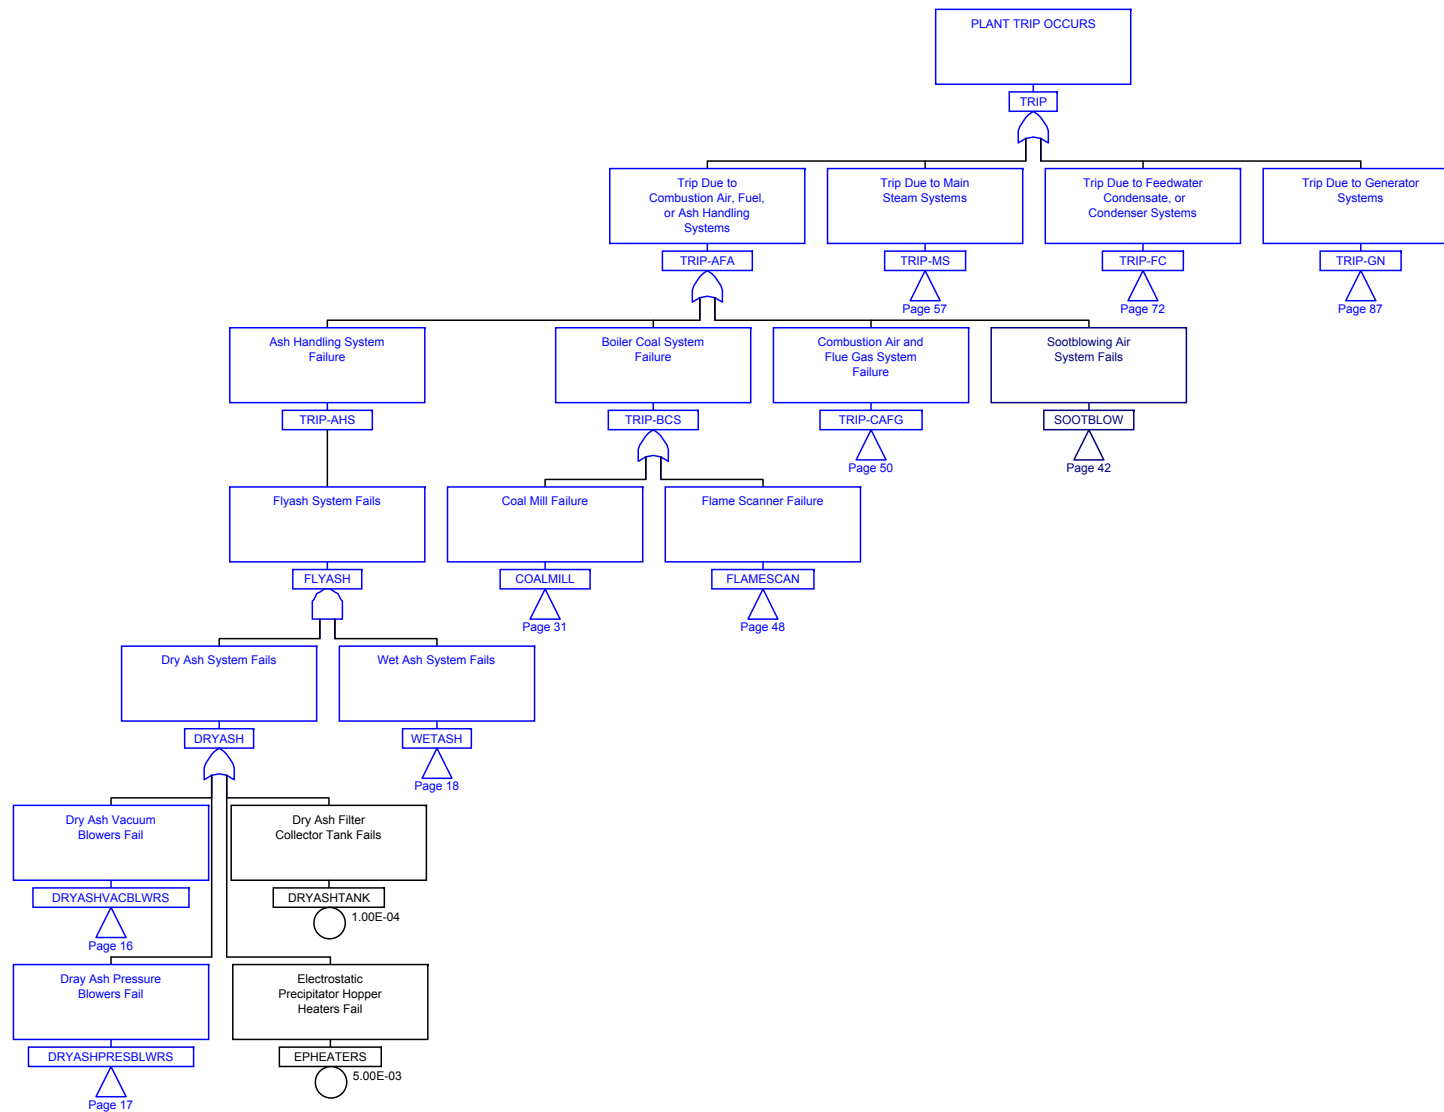 PLANT TRIP OCCURS
TRIP
Trip Due to
Combustion Air, Fuel,
or Ash Handling
Systems
TRIP-AFA
Trip Due to Main
Steam Systems
TRIP-MS
Page 57
Trip Due to Feedwater
Condensate, or
Condenser Systems
TRIP-FC
Page 72
Trip Due to Generator
Systems
TRIP-GN
Page 87
Ash Handling System
Failure
TRIP-AHS
Boiler Coal System
Failure
TRIP-BCS
Combustion Air and
Flue Gas System
Failure
TRIP-CAFG
Page 50
Sootblowing Air
System Fails
SOOTBLOW
Page 42
Flyash System Fails
FLYASH
Coal Mill Failure
COALMILL
Page 31
Flame Scanner Failure
FLAMESCAN
Page 48
Dry Ash System Fails
DRYASH
Wet Ash System Fails
WETASH
Page 18
Dry Ash Vacuum
Blowers Fail
DRYASHVACBLWRS
Page 16
Dry Ash Filter
Collector Tank Fails
DRYASHTANK
1.00E-04
Dray Ash Pressure
Blowers Fail
DRYASHPRESBLWRS
Page 17
Electrostatic
Precipitator Hopper
Heaters Fail
EPHEATERS
5.00E-03